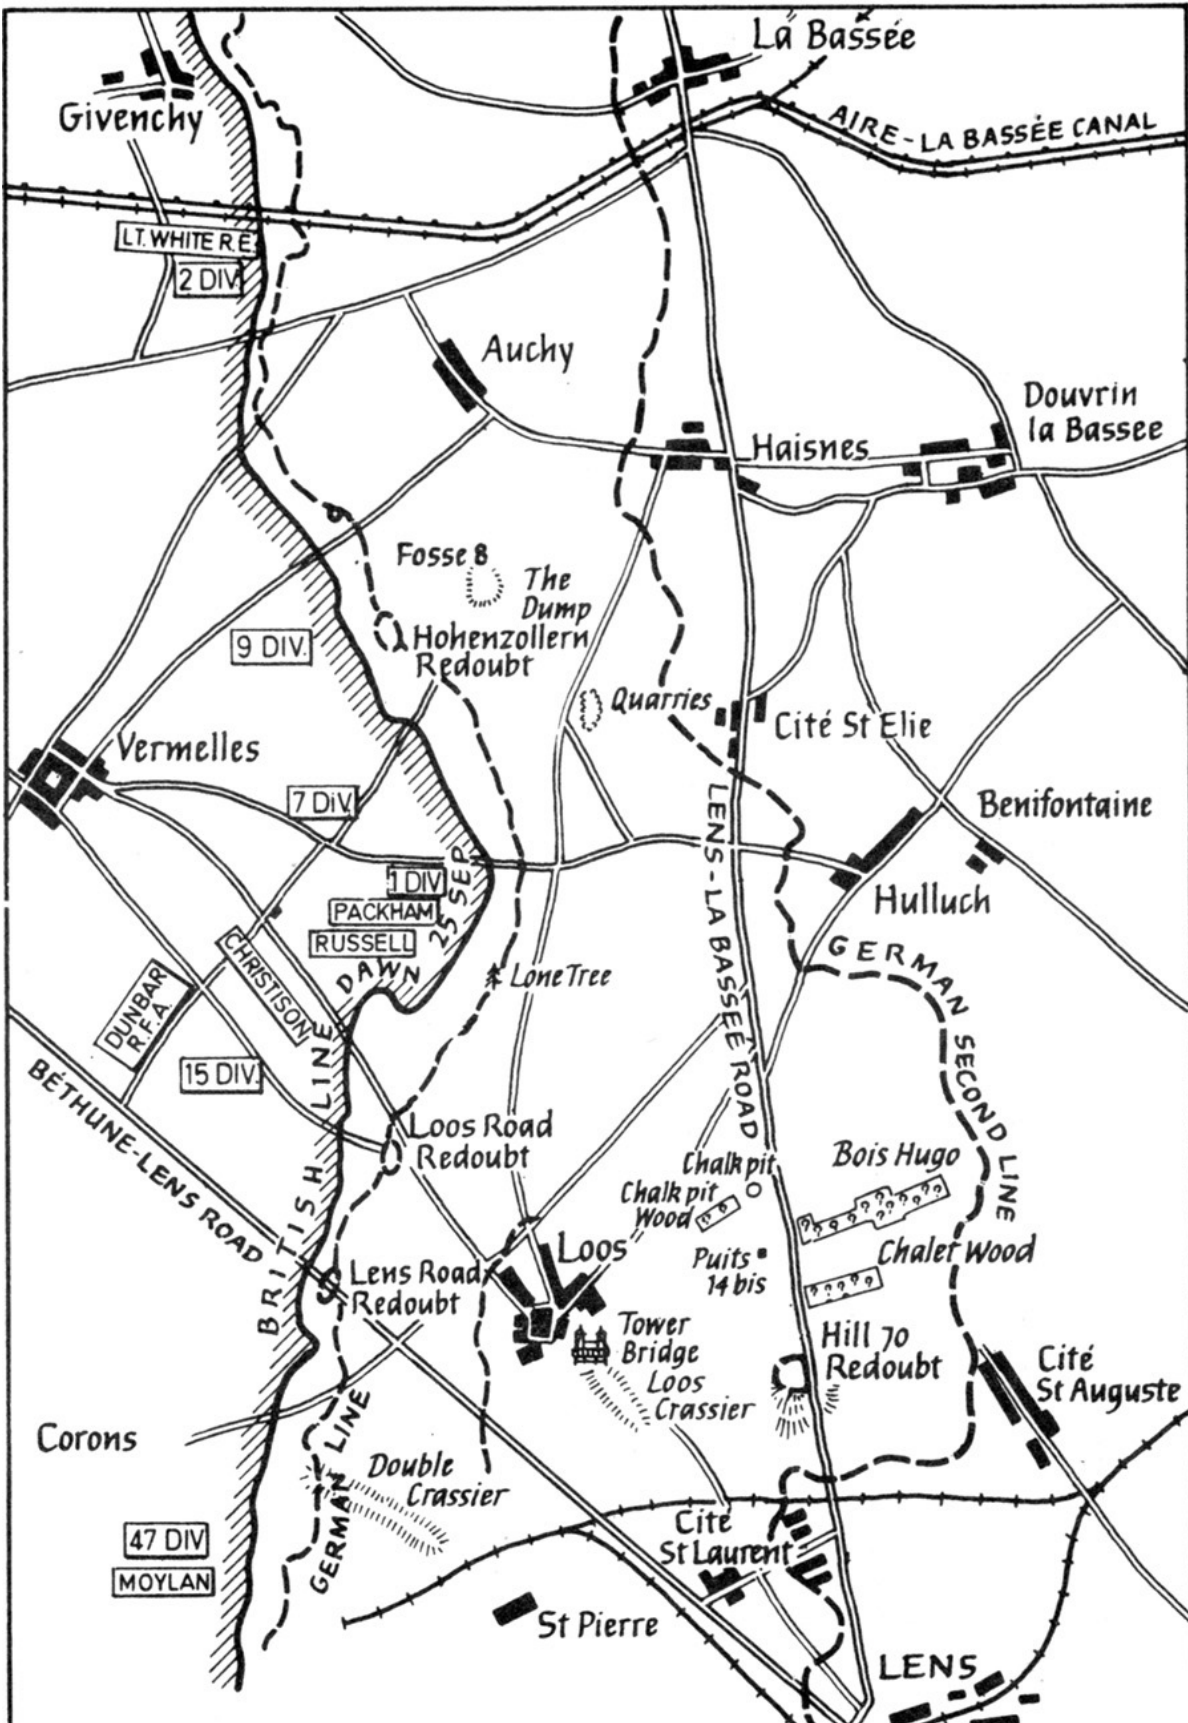 La Bassée
Givenchy
AIRE-LA BASSÉE CANAL
LT. WHITE R.E.
2 DIV.
Auchy
Douvrin
la Bassee
Haisnes
Fosse 8
The
Dump
Hohenzollern
Redoubt
9 DIV.
Quarries
Cité St Elie
Vermelles
7 DIV.
Benifontaine
LENS-LA BASSÉE ROAD
1 DIV
PACKHAM
RUSSELL
Hulluch
BRITISH LINE DAWN 25 SEP
CHRISTISON
Lone Tree
GERMAN SECOND LINE
DUNBAR
R.F.A.
15 DIV.
BÉTHUNE-LENS ROAD
Loos Road
Redoubt
Chalk pit
Chalk pit
Wood
Bois Hugo
Loos
Puits
14 bis
Chalet Wood
Lens Road
Redoubt
Tower
Bridge
Loos
Crassier
Hill 70
Redoubt
Cité
St Auguste
Corons
GERMAN LINE
Double
Crassier
47 DIV
MOYLAN
Cité
St Laurent
St Pierre
LENS